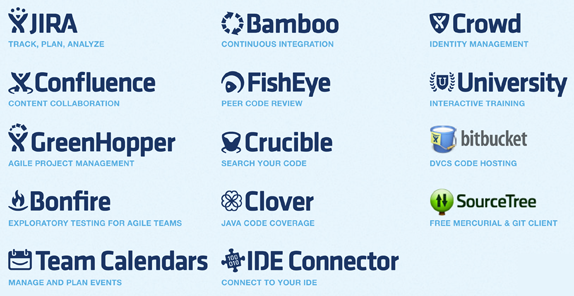 JIRA
TRACK, PLAN, ANALYZE
Bamboo
CONTINUOUS INTEGRATION
Crowd
IDENTITY MANAGEMENT
Confluence
CONTENT COLLABORATION
FishEye
PEER CODE REVIEW
University
INTERACTIVE TRAINING
GreenHopper
AGILE PROJECT MANAGEMENT
Crucible
SEARCH YOUR CODE
bitbucket
DVCS CODE HOSTING
Bonfire
EXPLORATORY TESTING FOR AGILE TEAMS
Clover
JAVA CODE COVERAGE
SourceTree
FREE MERCURIAL & GIT CLIENT
Team Calendars
MANAGE AND PLAN EVENTS
100
010
IDE Connector
CONNECT TO YOUR IDE